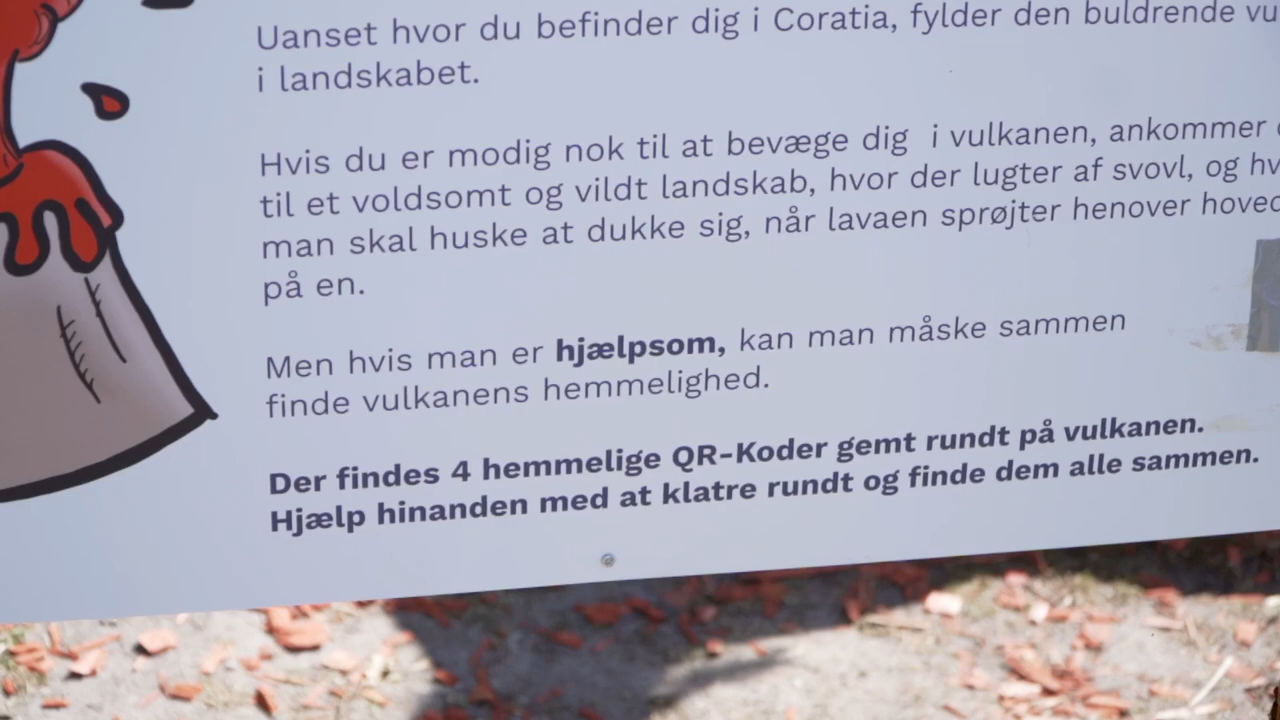 Uanset hvor du befinder dig i Coratia, fylder den buldrende
i landskabet.
Hvis du er modig nok til at bevæge dig i vulkanen, ankommer
til et voldsomt og vildt landskab, hvor der lugter af svovl, og
man skal huske at dukke sig, når lavaen sprøjter henover
på en.
Men hvis man er hjælpsom, kan man måske sammen
finde vulkanens hemmelighed.
Der findes 4 hemmelige QR-Koder gemt rundt på vulkanen.
Hjælp hinanden med at klatre rundt og finde dem alle sammen.